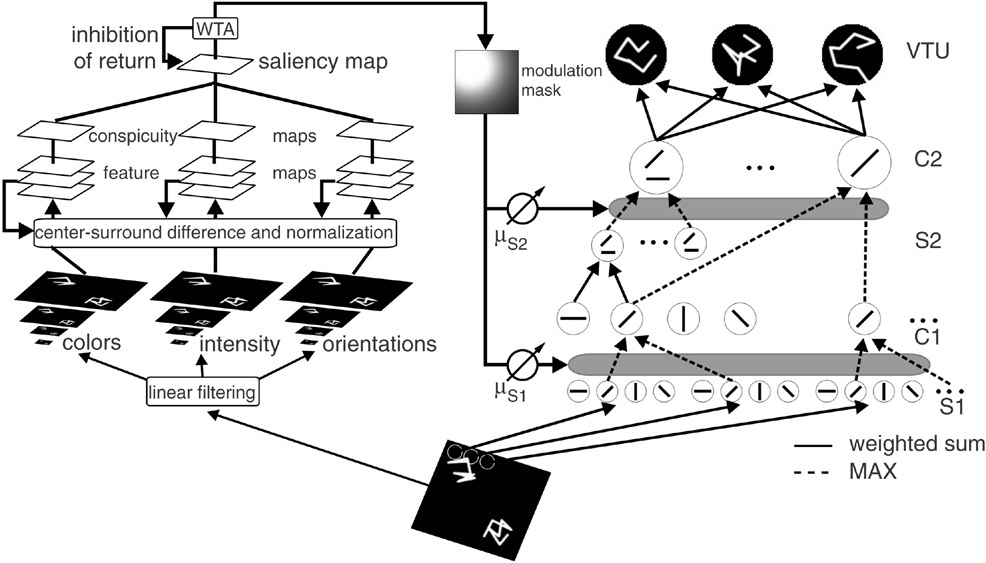 WTA
inhibition
of return
saliency map
conspicuity maps
feature maps
center-surround difference and normalization
colors
intensity
orientations
linear filtering
modulation
mask
μS2
μS1
VTU
C2
S2
C1
S1
weighted sum
MAX